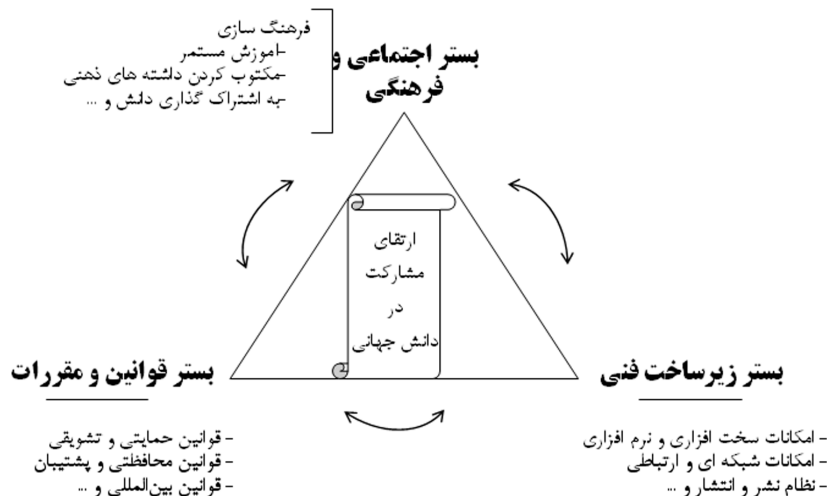 فرهنگ سازی
-اموزش مستمر
-مکتوب کردن داشته های ذهنی
-به اشتراک گذاری دانش و ...
بستر اجتماعی و
فرهنگی
ارتقای
مشارکت
در
دانش جهانی
بستر زیرساخت فنی
- امکانات سخت افزاری و نرم افزاری
- امکانات شبکه ای و ارتباطی
- نظام نشر و انتشار و ...
بستر قوانین و مقررات
- قوانین حمایتی و تشویقی
- قوانین محافظتی و پشتیبان
- قوانین بین‌المللی و ...